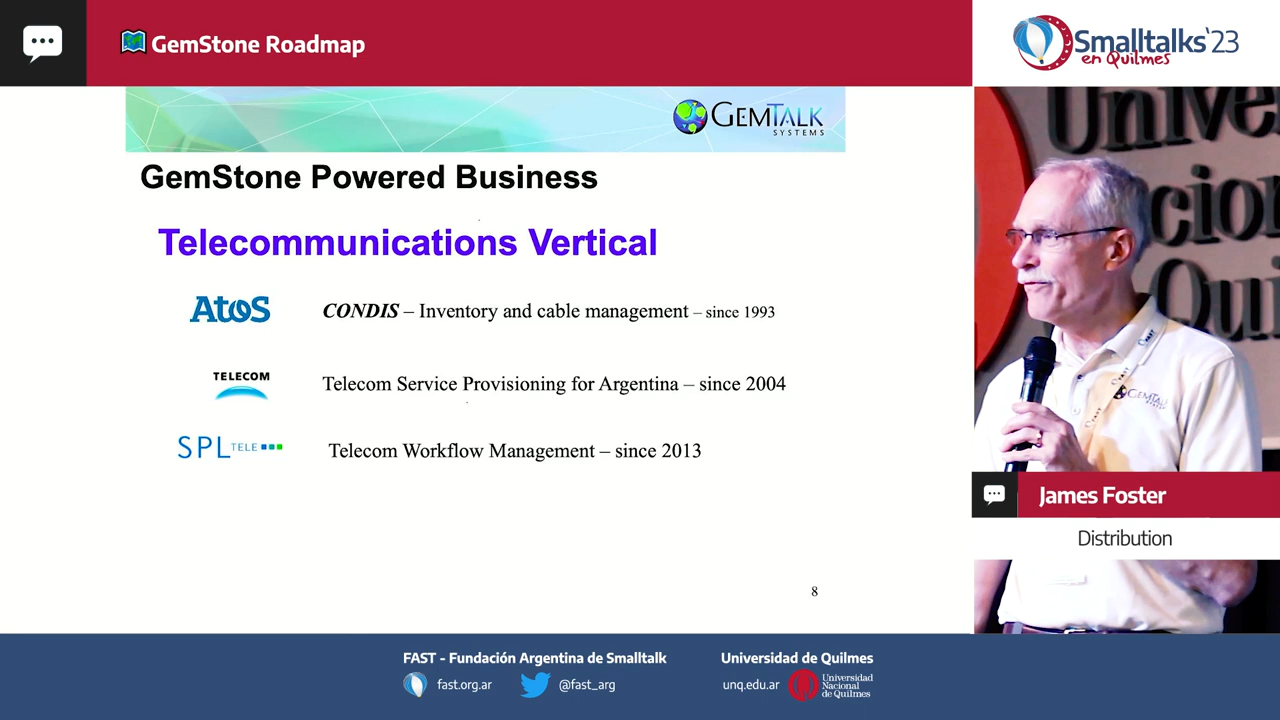 GemStone Roadmap
Smalltalks'23
en Quilmes
GEMTALK
SYSTEMS
GemStone Powered Business
Telecommunications Vertical
Atos
CONDIS – Inventory and cable management – since 1993
TELECOM
Telecom Service Provisioning for Argentina – since 2004
SPL TELE
Telecom Workflow Management – since 2013
8
GEMTALK
James Foster
Distribution
FAST - Fundación Argentina de Smalltalk
fast.org.ar
@fast_arg
Universidad de Quilmes
unq.edu.ar
Universidad
Nacional
de Quilmes